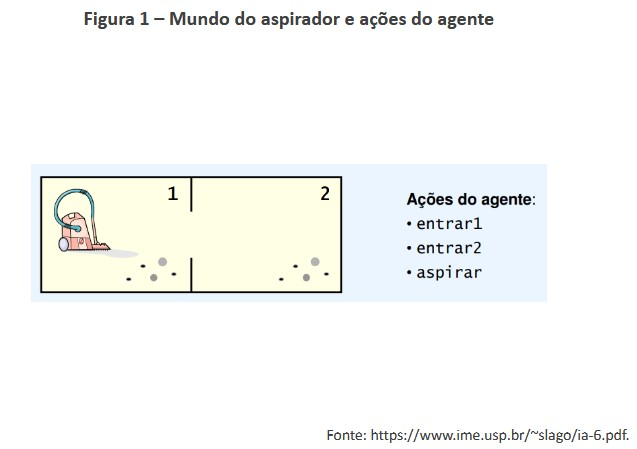 Figura 1 – Mundo do aspirador e ações do agente
1
2
Ações do agente:
• entrar1
• entrar2
• aspirar
Fonte: https://www.ime.usp.br/~slago/ia-6.pdf.